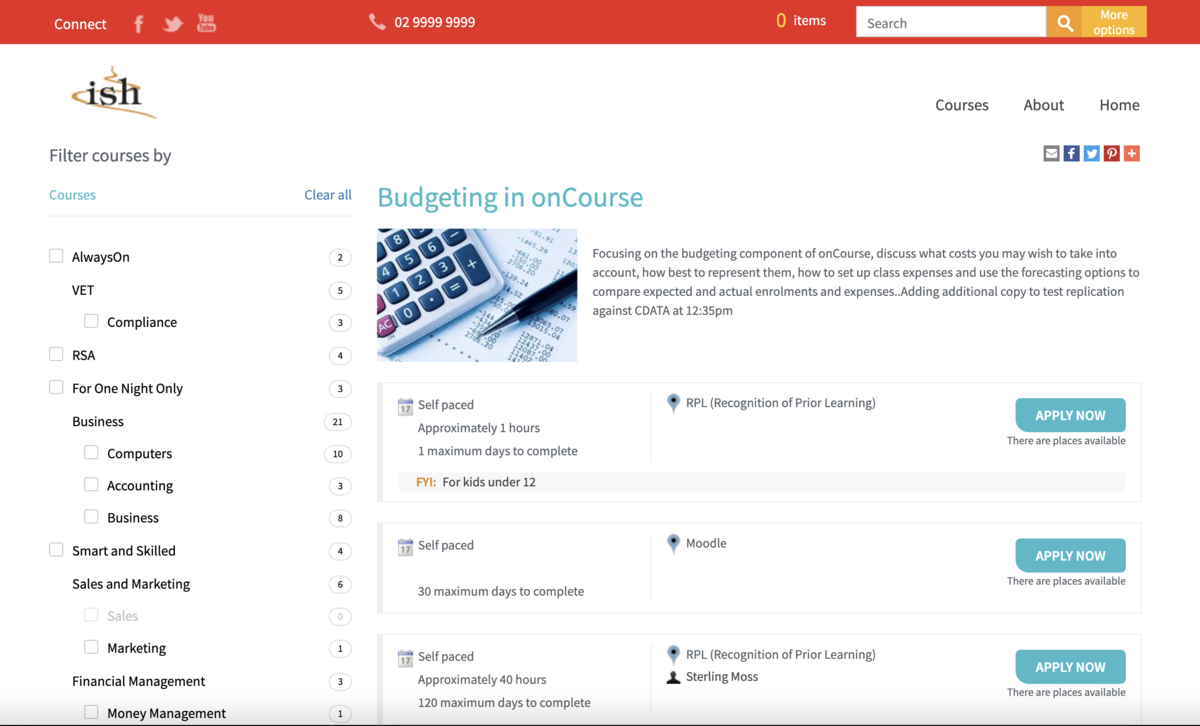 Connect
You
Tube
02 9999 9999
0 items
Search
More
options
ish
Courses
About
Home
Filter courses by
Courses
Clear all
AlwaysOn 2
VET 5
Compliance 3
RSA 4
For One Night Only 3
Business 21
Computers 10
Accounting 3
Business 8
Smart and Skilled 4
Sales and Marketing 6
Sales 0
Marketing 1
Financial Management 3
Money Management 1
Budgeting in onCourse
Focusing on the budgeting component of onCourse, discuss what costs you may wish to take into
account, how best to represent them, how to set up class expenses and use the forecasting options to
compare expected and actual enrolments and expenses..Adding additional copy to test replication
against CDATA at 12:35pm
17 Self paced
Approximately 1 hours
1 maximum days to complete
RPL (Recognition of Prior Learning)
APPLY NOW
There are places available
FYI: For kids under 12
17 Self paced
30 maximum days to complete
Moodle
APPLY NOW
There are places available
17 Self paced
Approximately 40 hours
120 maximum days to complete
RPL (Recognition of Prior Learning)
Sterling Moss
APPLY NOW
There are places available